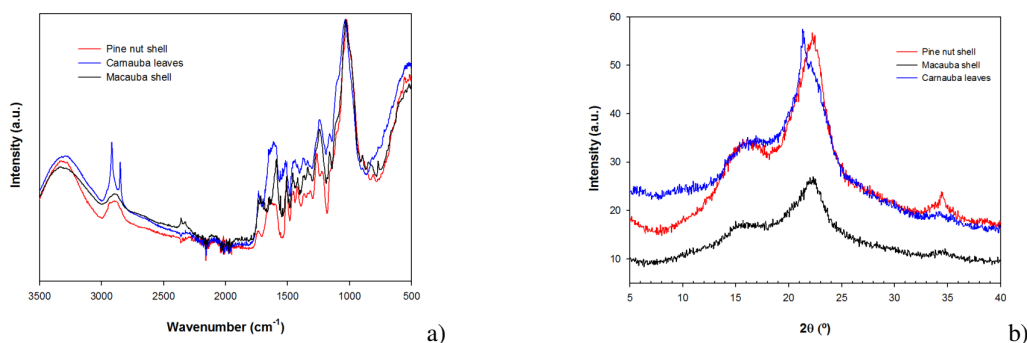 Pine nut shell
Carnauba leaves
Macauba shell
Intensity (a.u.)
3500 3000 2500 2000 1500 1000 500
Wavenumber (cm-1)
a)
60
50
40
30
20
10
Pine nut shell
Macauba shell
Carnauba leaves
Intensity (a.u.)
5 10 15 20 25 30 35 40
2θ (º)
b)